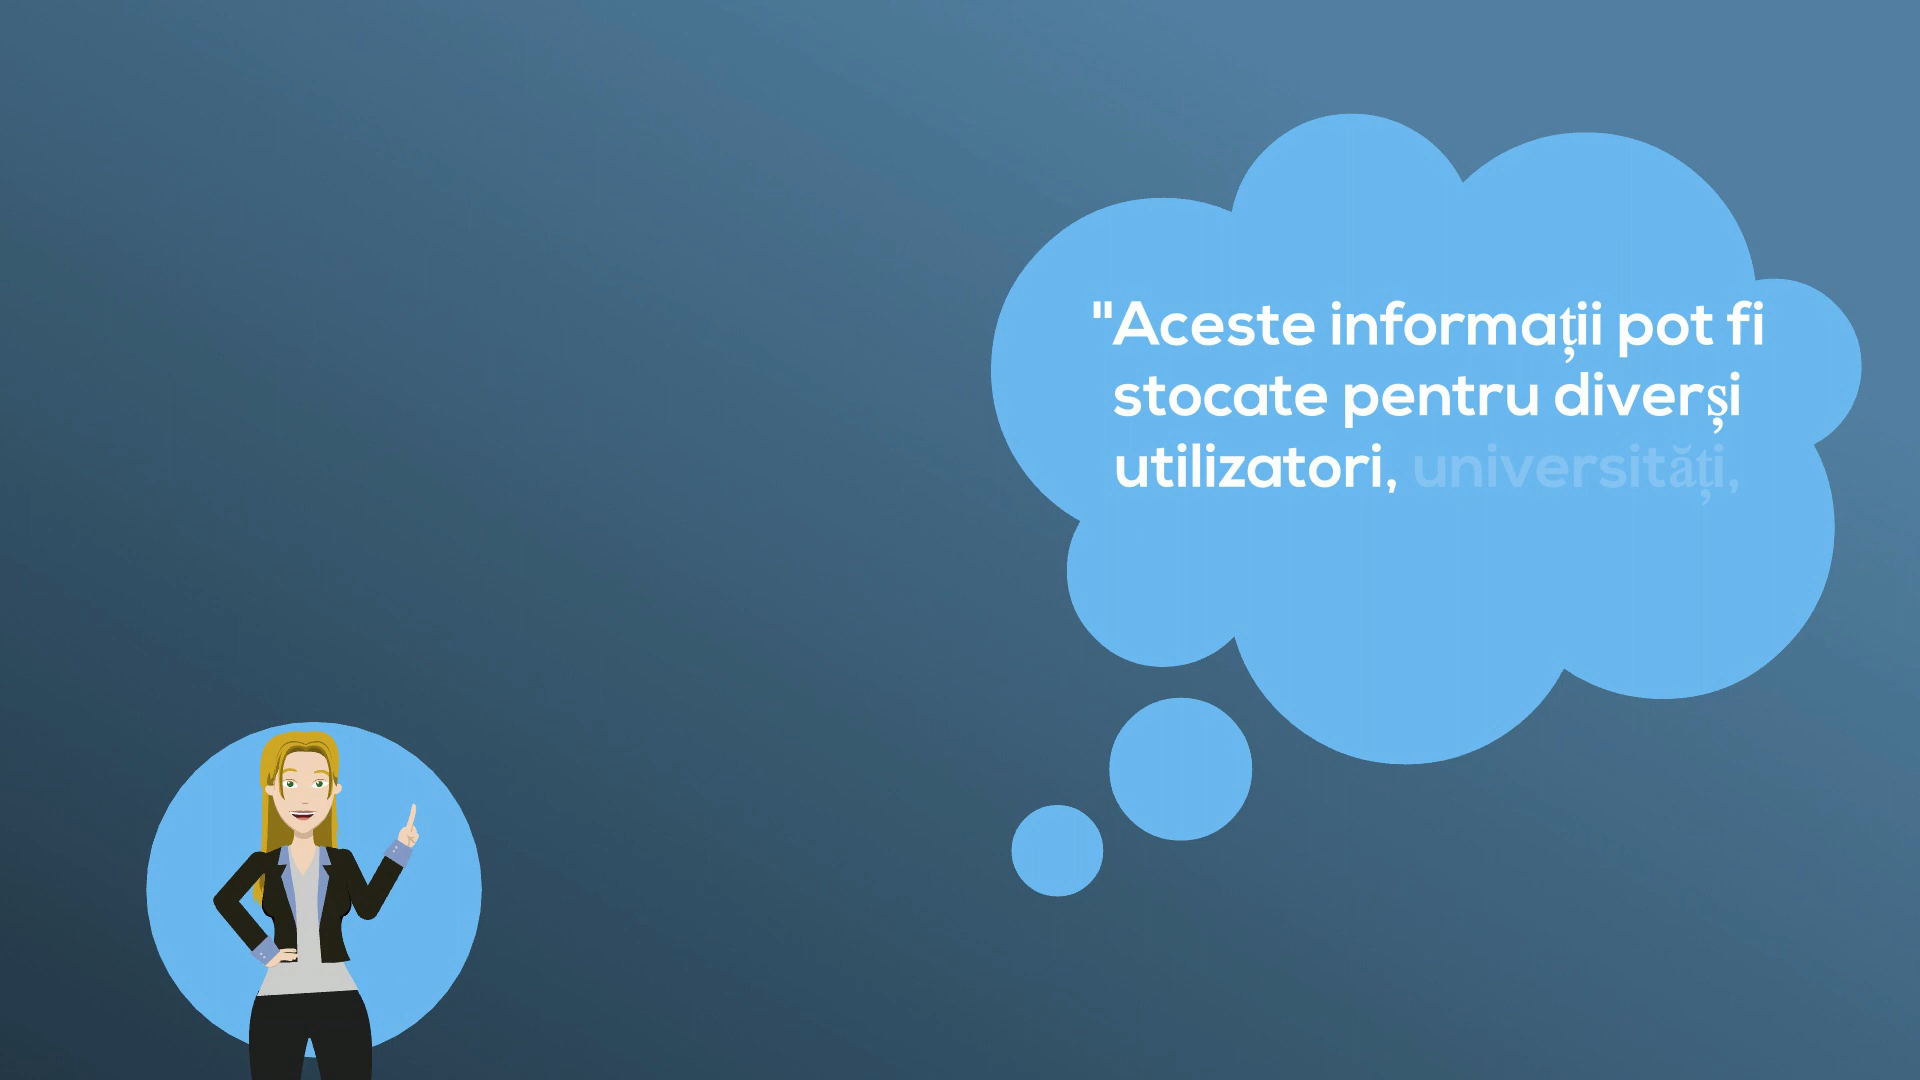 "Aceste informații pot fi
stocate pentru diverși
utilizatori, universități,